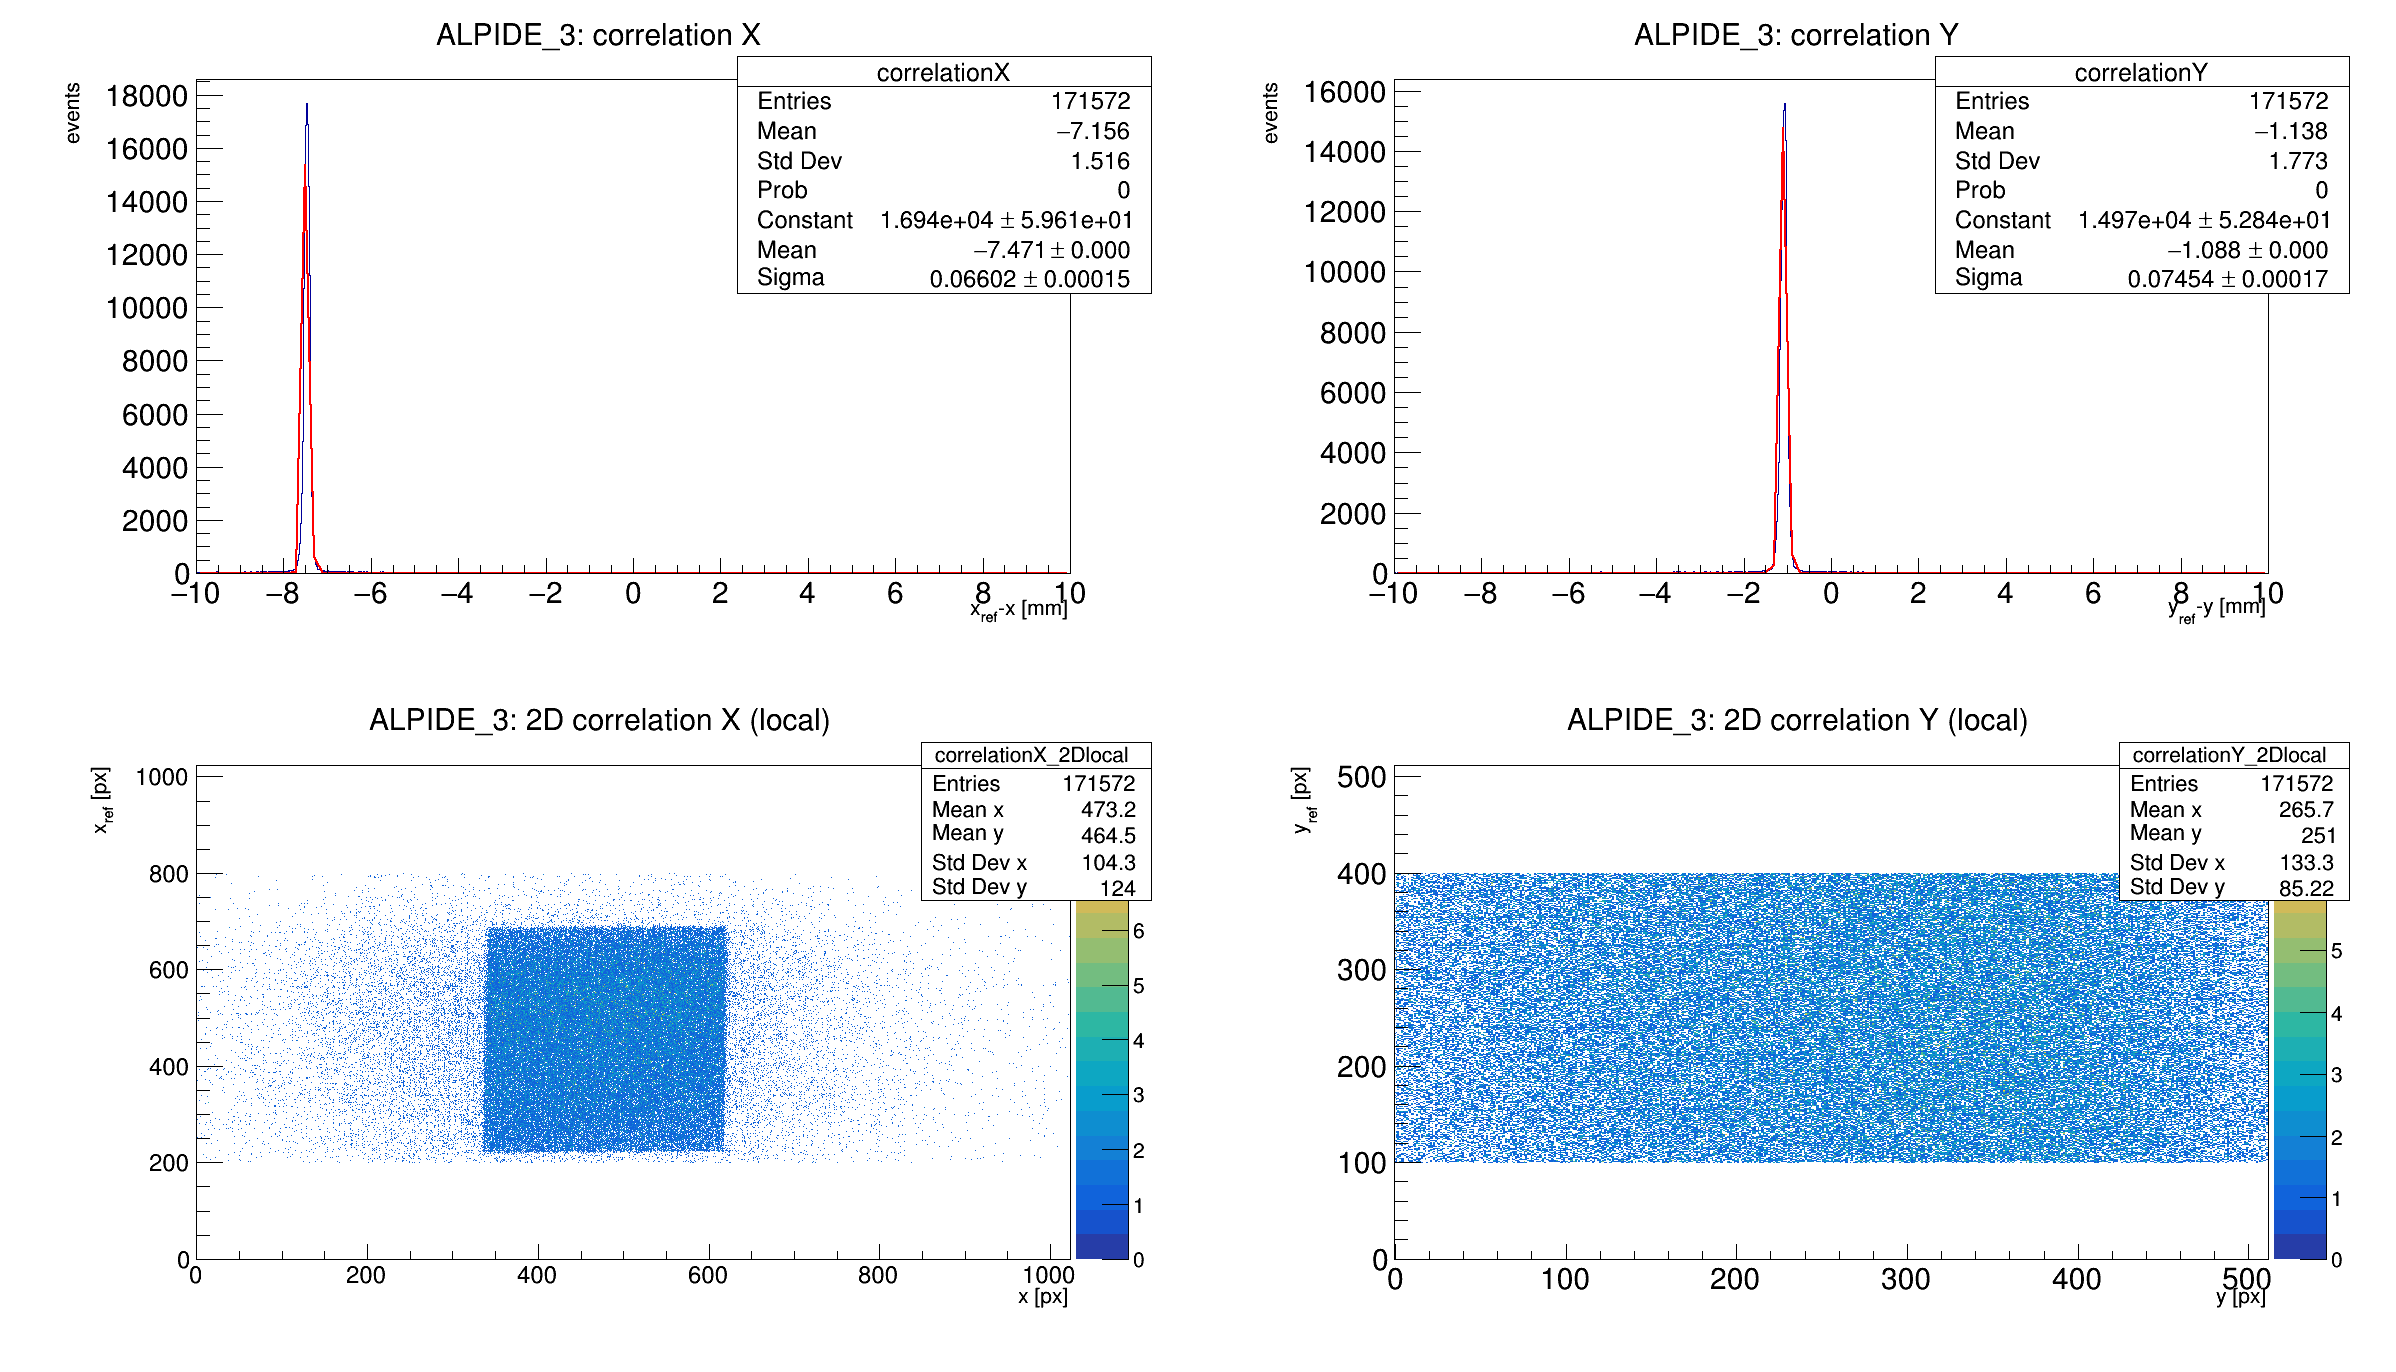 ALPIDE_3: correlation X
events
18000
16000
14000
12000
10000
8000
6000
4000
2000
0
−10 −8 −6 −4 −2 0 2 4 6 8 10
x_ref-x [mm]
correlationX
Entries 171572
Mean −7.156
Std Dev 1.516
Prob 0
Constant 1.694e+04 ± 5.961e+01
Mean −7.471 ± 0.000
Sigma 0.06602 ± 0.00015
ALPIDE_3: correlation Y
events
16000
14000
12000
10000
8000
6000
4000
2000
0
−10 −8 −6 −4 −2 0 2 4 6 8 10
y_ref-y [mm]
correlationY
Entries 171572
Mean −1.138
Std Dev 1.773
Prob 0
Constant 1.497e+04 ± 5.284e+01
Mean −1.088 ± 0.000
Sigma 0.07454 ± 0.00017
ALPIDE_3: 2D correlation X (local)
x_ref [px]
1000
800
600
400
200
0
0 200 400 600 800 1000
x [px]
correlationX_2Dlocal
Entries 171572
Mean x 473.2
Mean y 464.5
Std Dev x 104.3
Std Dev y 124
6
5
4
3
2
1
0
ALPIDE_3: 2D correlation Y (local)
y_ref [px]
500
400
300
200
100
0
0 100 200 300 400 500
y [px]
correlationY_2Dlocal
Entries 171572
Mean x 265.7
Mean y 251
Std Dev x 133.3
Std Dev y 85.22
5
4
3
2
1
0